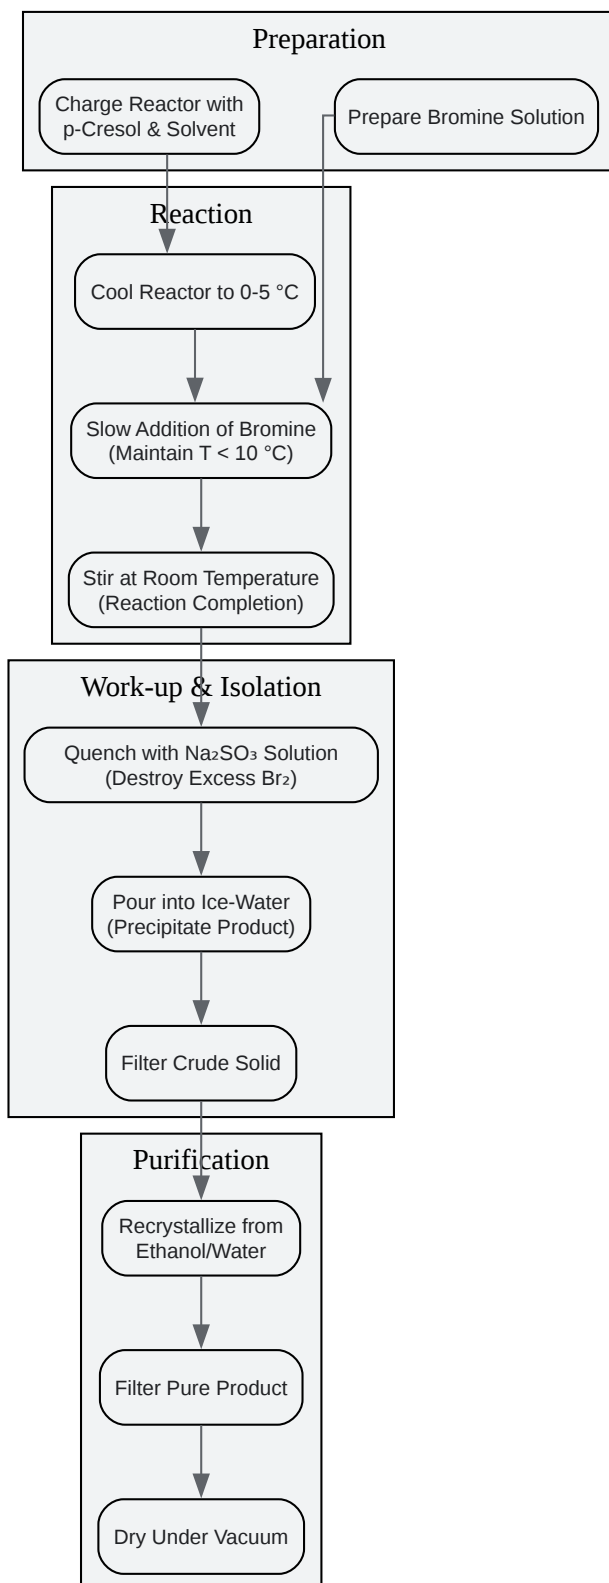 Preparation
Charge Reactor with
p-Cresol & Solvent
Prepare Bromine Solution
Reaction
Cool Reactor to 0-5 °C
Slow Addition of Bromine
(Maintain T < 10 °C)
Stir at Room Temperature
(Reaction Completion)
Work-up & Isolation
Quench with Na₂SO₃ Solution
(Destroy Excess Br₂)
Pour into Ice-Water
(Precipitate Product)
Filter Crude Solid
Purification
Recrystallize from
Ethanol/Water
Filter Pure Product
Dry Under Vacuum